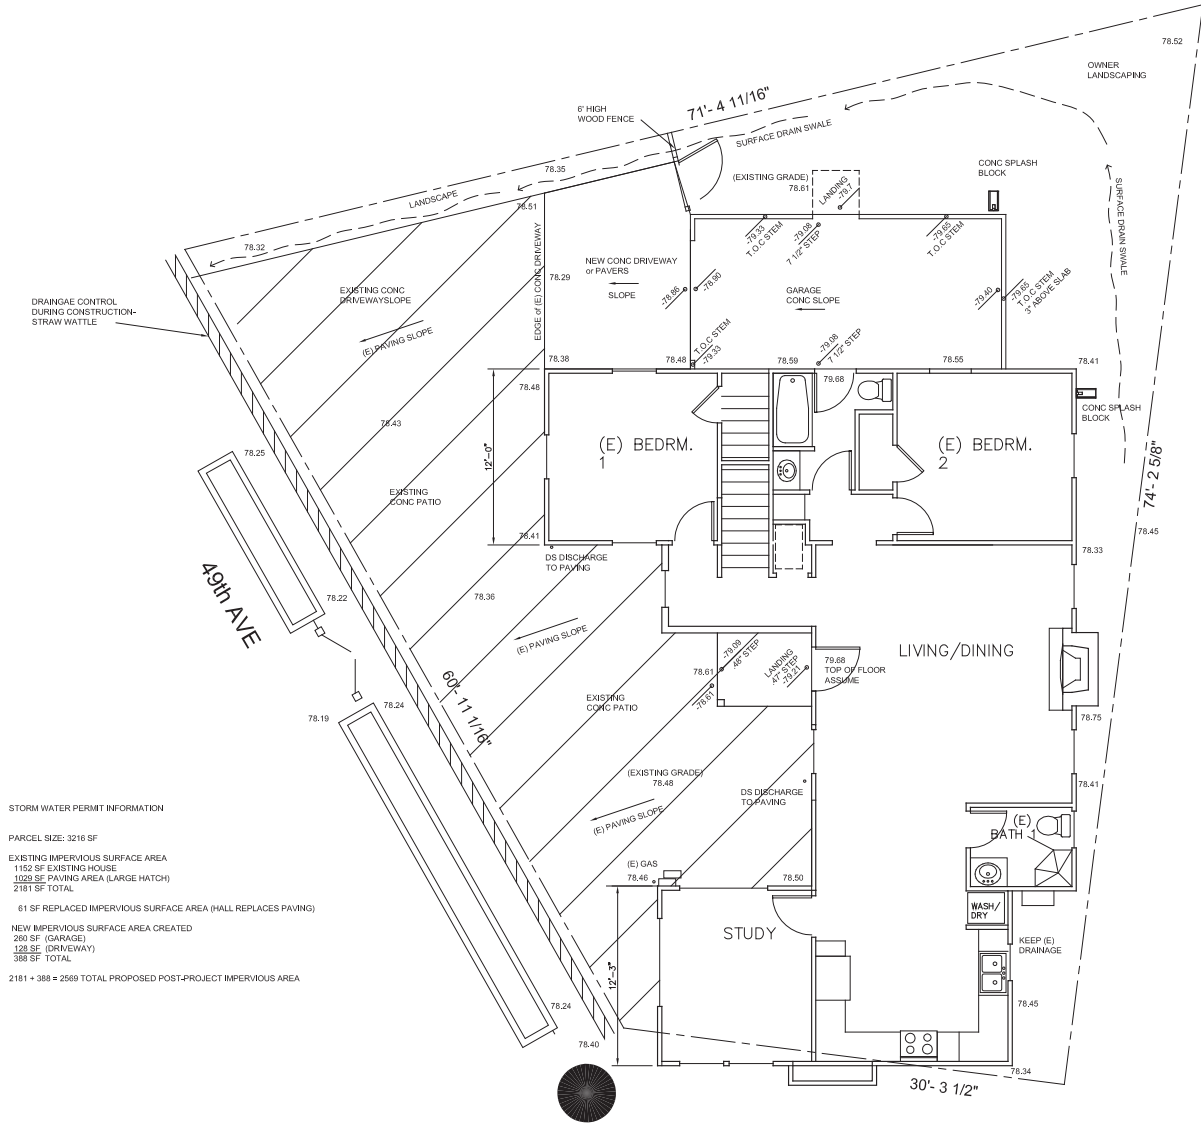 78.52
OWNER
LANDSCAPING
6' HIGH
WOOD FENCE
71'- 4 11/16"
SURFACE DRAIN SWALE
CONC SPLASH
BLOCK
78.35
(EXISTING GRADE)
78.61
LANDING
-79.7
SURFACE DRAIN SWALE
LANDSCAPE
78.51
78.32
-79.33
T.O.C STEM
-79.08
7 1/2" STEP
-79.65
T.O.C STEM
EDGE of (E) CONC DRIVEWAY
NEW CONC DRIVEWAY
or PAVERS
SLOPE
78.29
-78.86
-78.90
GARAGE
CONC SLOPE
-79.40
-79.65
T.O.C STEM
3" ABOVE SLAB
EXISTING CONC
DRIVEWAYSLOPE
(E) PAVING SLOPE
DRAINGAE CONTROL
DURING CONSTRUCTION-
STRAW WATTLE
T.O.C STEM
-79.33
-79.08
7 1/2" STEP
78.38
78.48
78.59
78.55
78.41
79.68
78.48
12'-0"
CONC SPLASH
BLOCK
78.43
(E) BEDRM.
1
(E) BEDRM.
2
78.25
74'- 2 5/8"
EXISTING
CONC PATIO
78.41
78.45
78.33
DS DISCHARGE
TO PAVING
49th AVE
78.22
78.36
(E) PAVING SLOPE
LIVING/DINING
-79.09
.48" STEP
78.61
-78.61
LANDING
.47" STEP
-79.21
79.68
TOP OF FLOOR
ASSUME
60'- 11 1/16"
EXISTING
CONC PATIO
78.24
78.19
78.75
(EXISTING GRADE)
78.48
78.41
DS DISCHARGE
TO PAVING
(E) PAVING SLOPE
(E)
BATH 1
STORM WATER PERMIT INFORMATION
PARCEL SIZE: 3216 SF
EXISTING IMPERVIOUS SURFACE AREA
1152 SF EXISTING HOUSE
1029 SF PAVING AREA (LARGE HATCH)
2181 SF TOTAL
61 SF REPLACED IMPERVIOUS SURFACE AREA (HALL REPLACES PAVING)
NEW IMPERVIOUS SURFACE AREA CREATED
260 SF (GARAGE)
128 SF (DRIVEWAY)
388 SF TOTAL
2181 + 388 = 2569 TOTAL PROPOSED POST-PROJECT IMPERVIOUS AREA
(E) GAS
78.46
78.50
WASH/
DRY
STUDY
KEEP (E)
DRAINAGE
12'-3"
78.24
78.45
78.40
78.34
30'- 3 1/2"